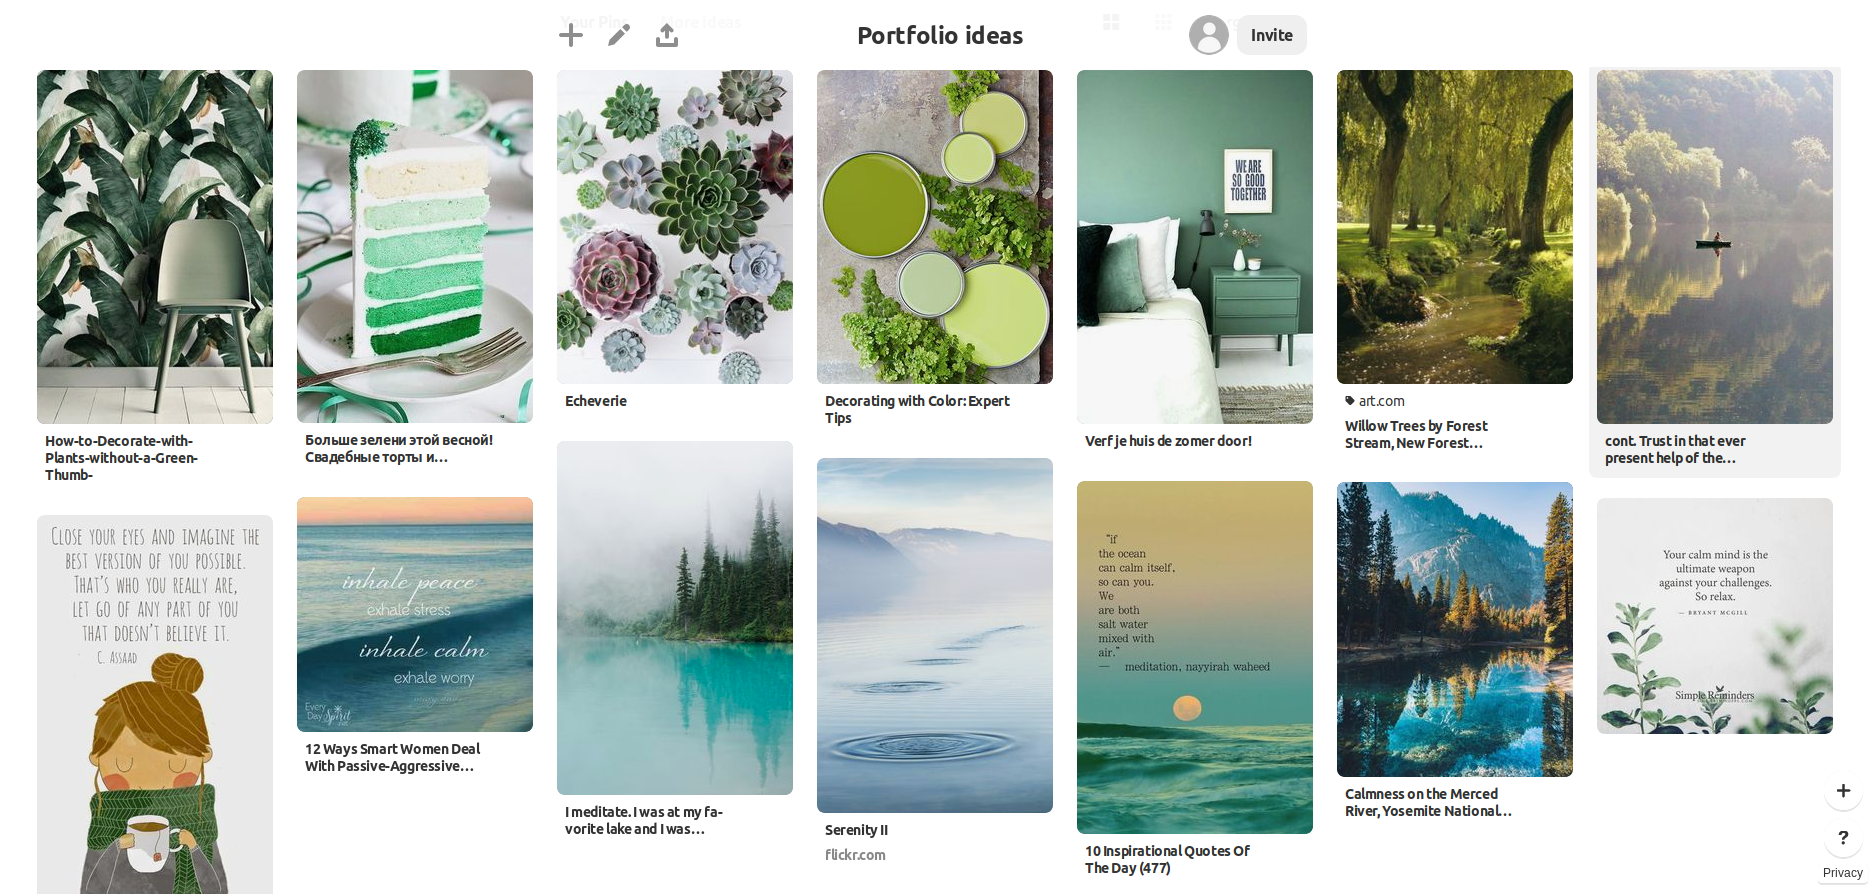 Your Pins
More ideas
Portfolio ideas
Invite
WE ARE
SO GOOD
TOGETHER
How-to-Decorate-with-
Plants-without-a-Green-
Thumb-
Больше зелени этой весной!
Свадебные торты и...
Echeverie
Decorating with Color: Expert
Tips
Verf je huis de zomer door!
art.com
Willow Trees by Forest
Stream, New Forest...
cont. Trust in that ever
present help of the...
CLOSE YOUR EYES AND IMAGINE THE
BEST VERSION OF YOU POSSIBLE.
THAT'S WHO YOU REALLY ARE,
LET GO OF ANY PART OF YOU
THAT DOESN'T BELIEVE IT.
C. ASSAAD
inhale peace
exhale stress
inhale calm
exhale worry
Every
Day Spirit
.net
12 Ways Smart Women Deal
With Passive-Aggressive...
I meditate. I was at my fa-
vorite lake and I was...
Serenity II
flickr.com
"if
the ocean
can calm itself,
so can you.
We
are both
salt water
mixed with
air."
— meditation, nayyirah waheed
10 Inspirational Quotes Of
The Day (477)
Calmness on the Merced
River, Yosemite National...
Your calm mind is the
ultimate weapon
against your challenges.
So relax.
— BRYANT MCGILL
Simple Reminders
+
?
Privacy